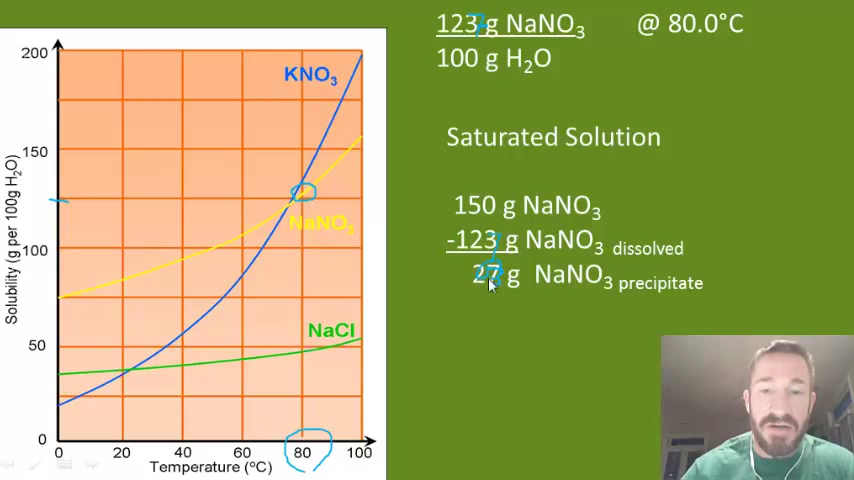 200
150
100
50
0
Solubility (g per 100g H₂O)
KNO₃
NaNO₃
NaCl
0 20 40 60 80 100
Temperature (ºC)
123 g NaNO₃ @ 80.0°C
100 g H₂O
Saturated Solution
150 g NaNO₃
-123 g NaNO₃ dissolved
27 g NaNO₃ precipitate